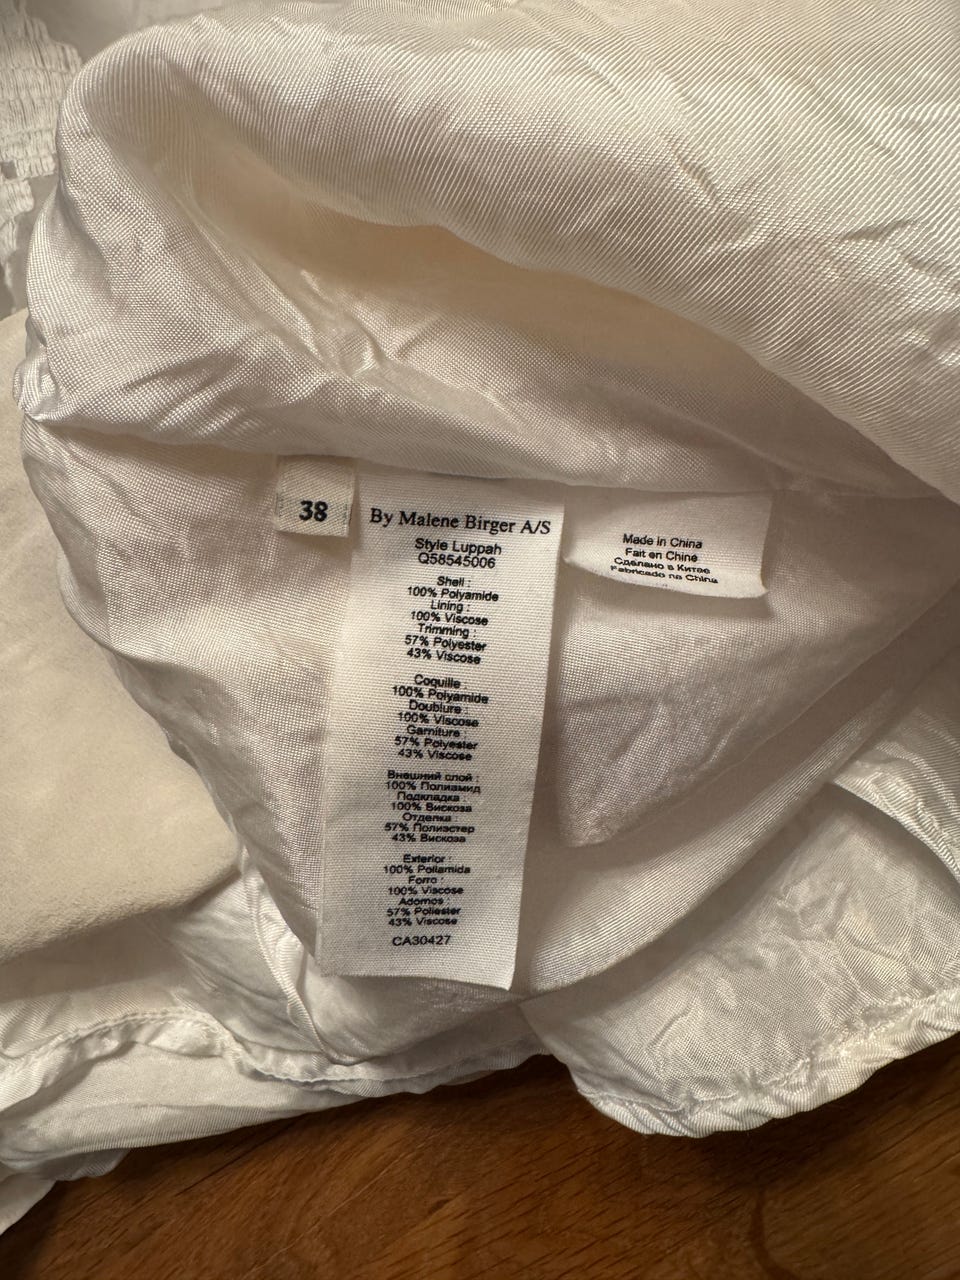 38
By Malene Birger A/S
Style Luppah
Q58545006
Shell :
100% Polyamide
Lining :
100% Viscose
Trimming :
57% Polyester
43% Viscose
Coquille :
100% Polyamide
Doublure :
100% Viscose
Garniture :
57% Polyester
43% Viscose
Внешний слой :
100% Полиамид
Подкладка :
100% Вискоза
Отделка :
57% Полиэстер
43% Вискоза
Exterior :
100% Poliamida
Forro :
100% Viscose
Adornos :
57% Poliester
43% Viscose
CA30427
Made in China
Fait en Chine
Сделано в Китае
Fabricado na China